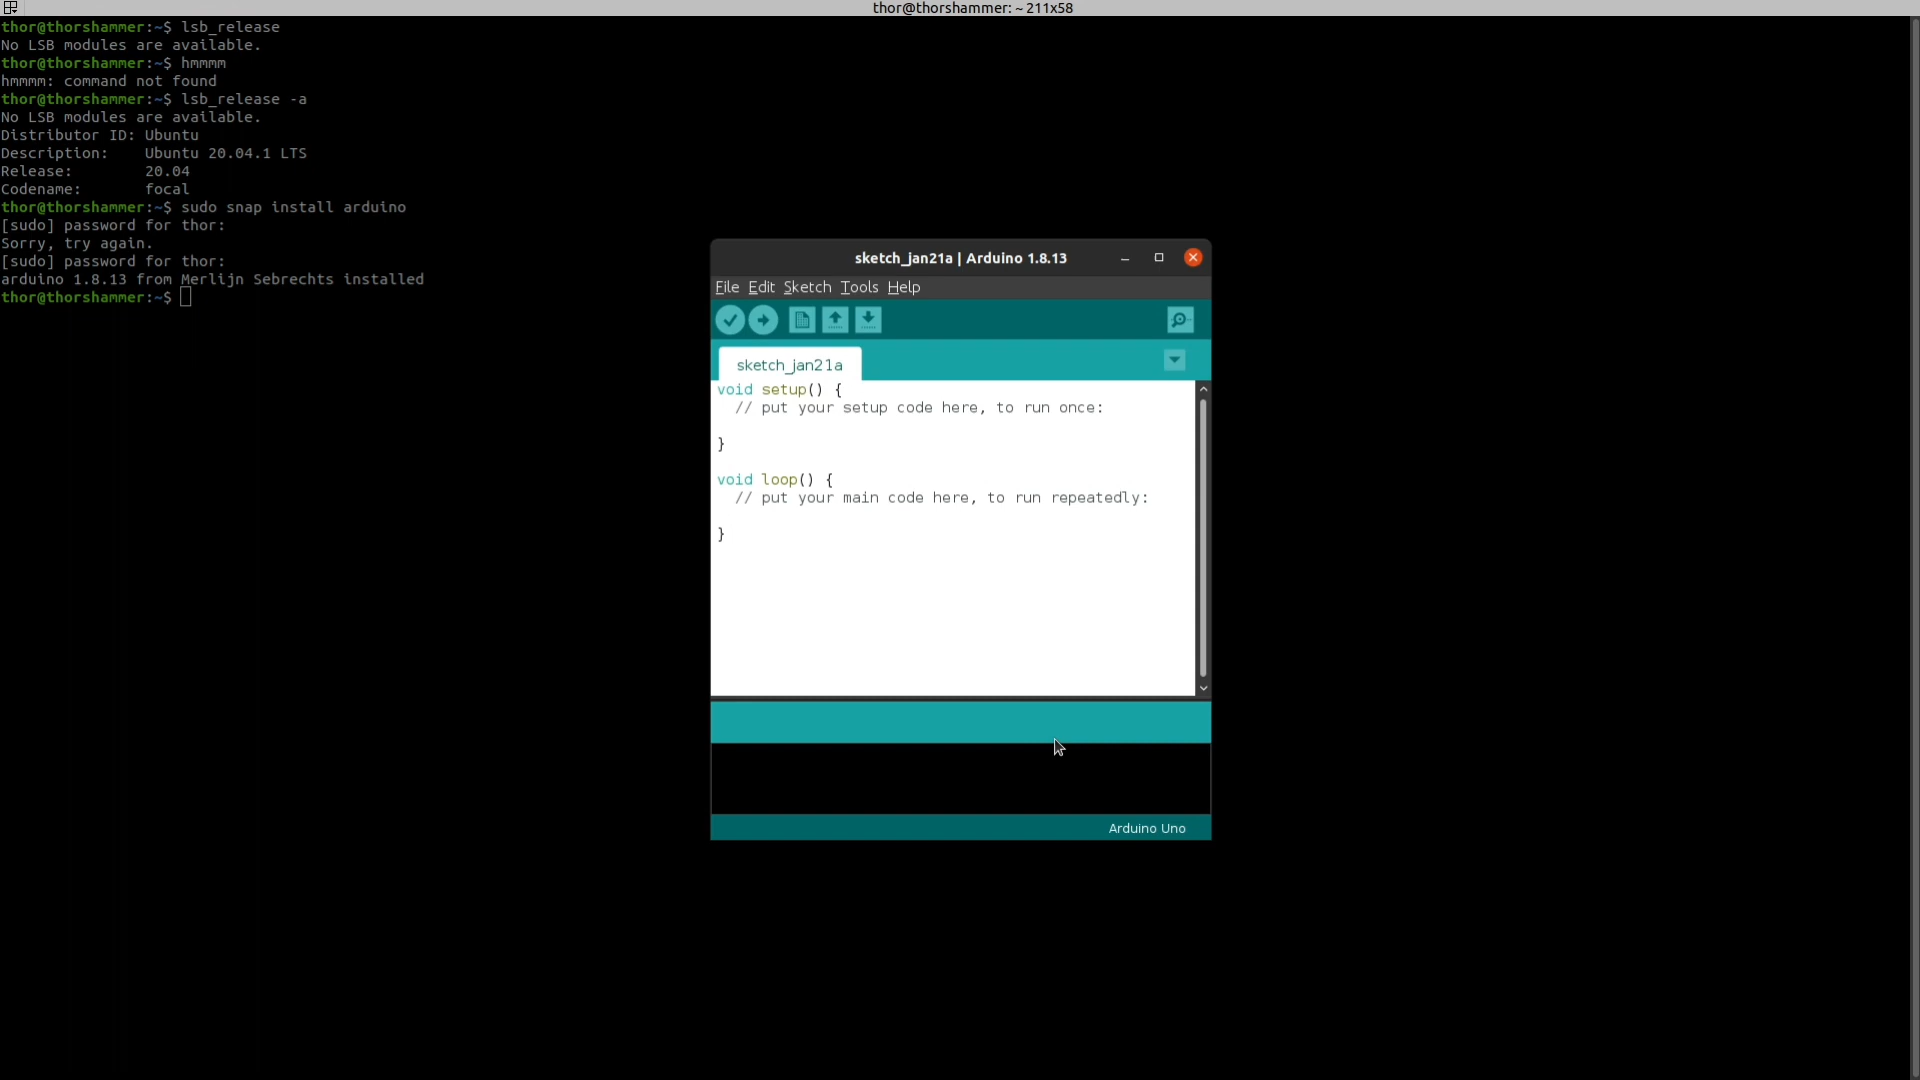 thor@thorshammer: ~ 211x58
thor@thorshammer:~$ lsb_release
No LSB modules are available.
thor@thorshammer:~$ hmmmm
hmmmm: command not found
thor@thorshammer:~$ lsb_release -a
No LSB modules are available.
Distributor ID: Ubuntu
Description:    Ubuntu 20.04.1 LTS
Release:        20.04
Codename:       focal
thor@thorshammer:~$ sudo snap install arduino
[sudo] password for thor:
Sorry, try again.
[sudo] password for thor:
arduino 1.8.13 from Merlijn Sebrechts installed
thor@thorshammer:~$
sketch_jan21a | Arduino 1.8.13
File Edit Sketch Tools Help
sketch_jan21a
void setup() {
  // put your setup code here, to run once:
}
void loop() {
  // put your main code here, to run repeatedly:
}
Arduino Uno